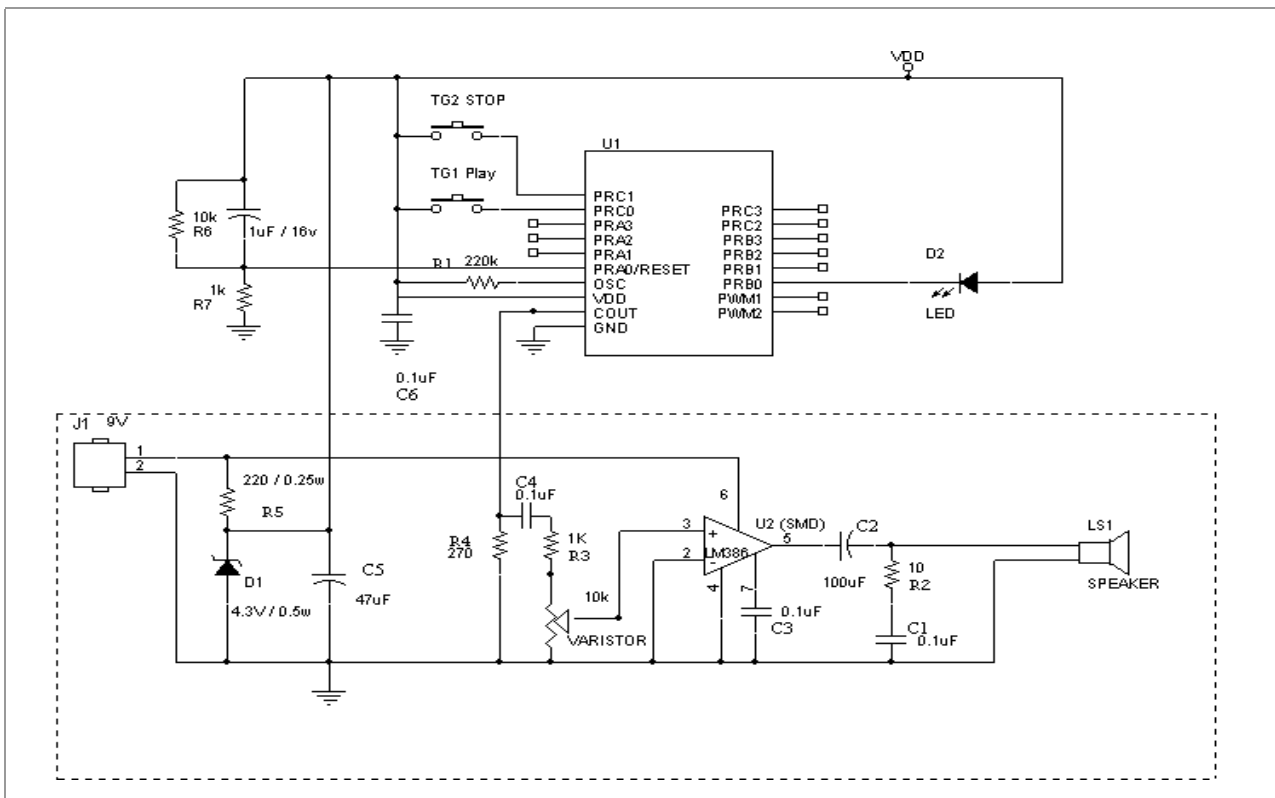 VDD
TG2 STOP
U1
TG1 Play
PRC1
PRC0
PRA3
PRA2
PRA1
PRA0/RESET
OSC
VDD
COUT
GND
PRC3
PRC2
PRB3
PRB2
PRB1
PRB0
PWM1
PWM2
10k
R6
1uF / 16v
R1 220k
1k
R7
D2
LED
0.1uF
C6
J1 9V
1
2
220 / 0.25w
R5
D1
4.3V / 0.5w
C5
47uF
C4
0.1uF
R4
270
1K
R3
10k
VARISTOR
6
3
2
+
-
LM386
U2 (SMD)
5
4
7
0.1uF
C3
C2
100uF
10
R2
C1
0.1uF
LS1
SPEAKER